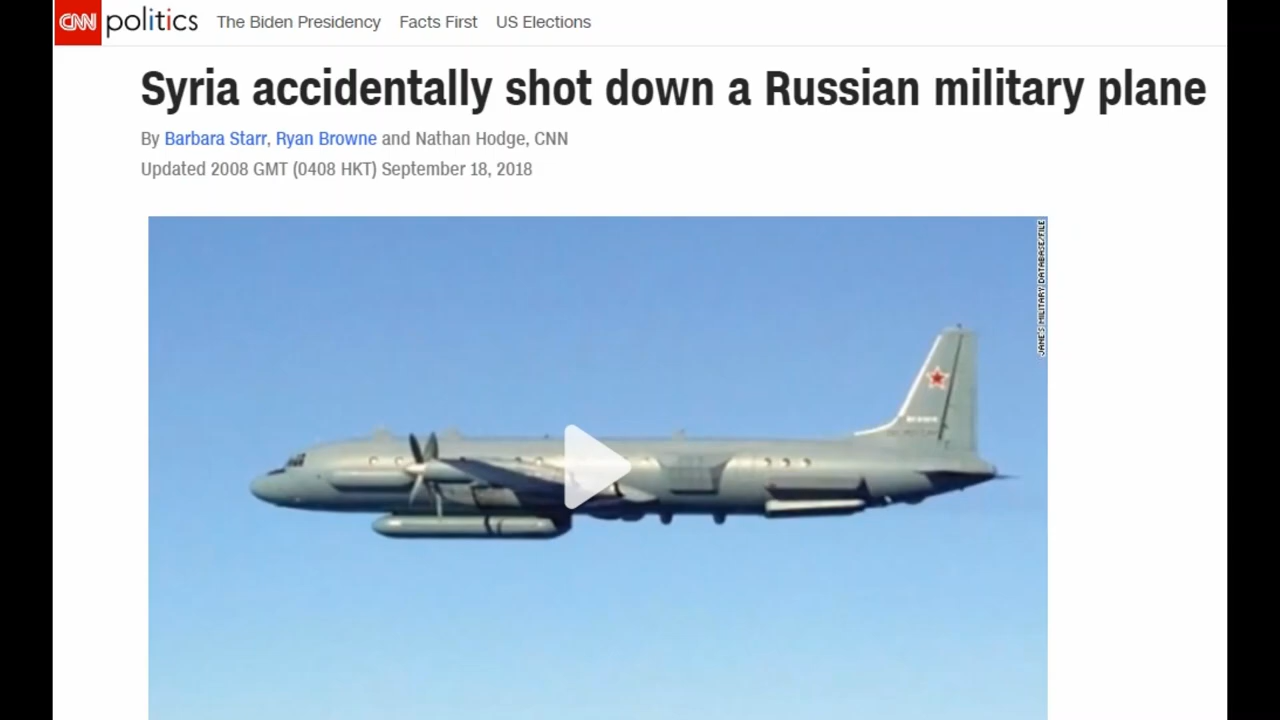 CNN politics The Biden Presidency Facts First US Elections
Syria accidentally shot down a Russian military plane
By Barbara Starr, Ryan Browne and Nathan Hodge, CNN
Updated 2008 GMT (0408 HKT) September 18, 2018
JANE'S MILITARY DATABASE/FILE